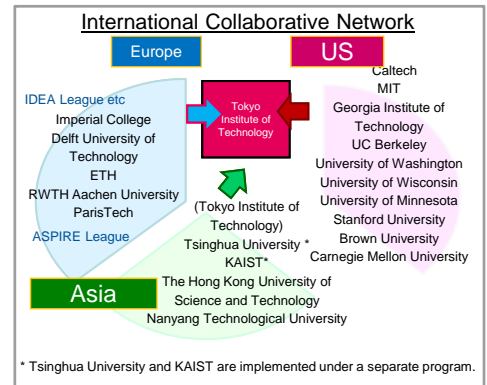 International Collaborative Network
Europe
US
IDEA League etc
Imperial College
Delft University of
Technology
ETH
RWTH Aachen University
ParisTech
ASPIRE League
Tokyo
Institute of
Technology
Caltech
MIT
Georgia Institute of
Technology
UC Berkeley
University of Washington
University of Wisconsin
University of Minnesota
Stanford University
Brown University
Carnegie Mellon University
Asia
(Tokyo Institute of
Technology)
Tsinghua University *
KAIST*
The Hong Kong University of
Science and Technology
Nanyang Technological University
* Tsinghua University and KAIST are implemented under a separate program.